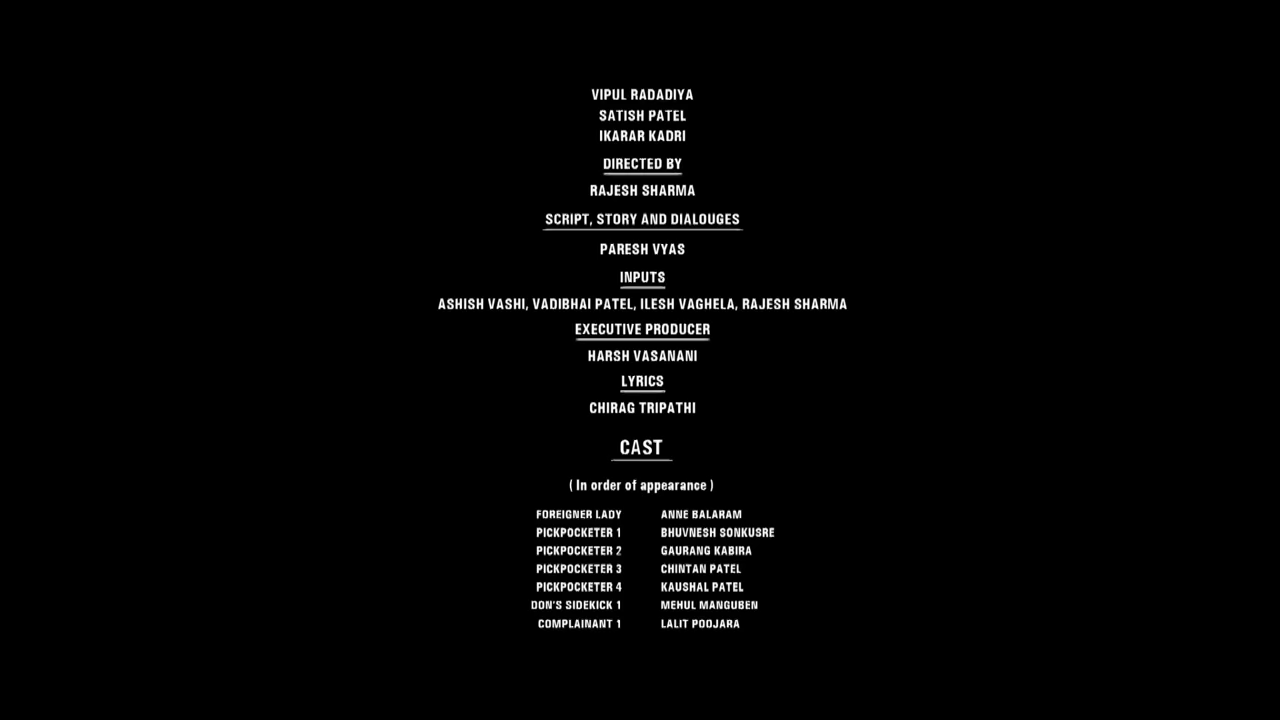 VIPUL RADADIYA
SATISH PATEL
IKARAR KADRI
DIRECTED BY
RAJESH SHARMA
SCRIPT, STORY AND DIALOUGES
PARESH VYAS
INPUTS
ASHISH VASHI, VADIBHAI PATEL, ILESH VAGHELA, RAJESH SHARMA
EXECUTIVE PRODUCER
HARSH VASANANI
LYRICS
CHIRAG TRIPATHI
CAST
( In order of appearance )
FOREIGNER LADY ANNE BALARAM
PICKPOCKETER 1 BHUVNESH SONKUSRE
PICKPOCKETER 2 GAURANG KABIRA
PICKPOCKETER 3 CHINTAN PATEL
PICKPOCKETER 4 KAUSHAL PATEL
DON'S SIDEKICK 1 MEHUL MANGUBEN
COMPLAINANT 1 LALIT POOJARA